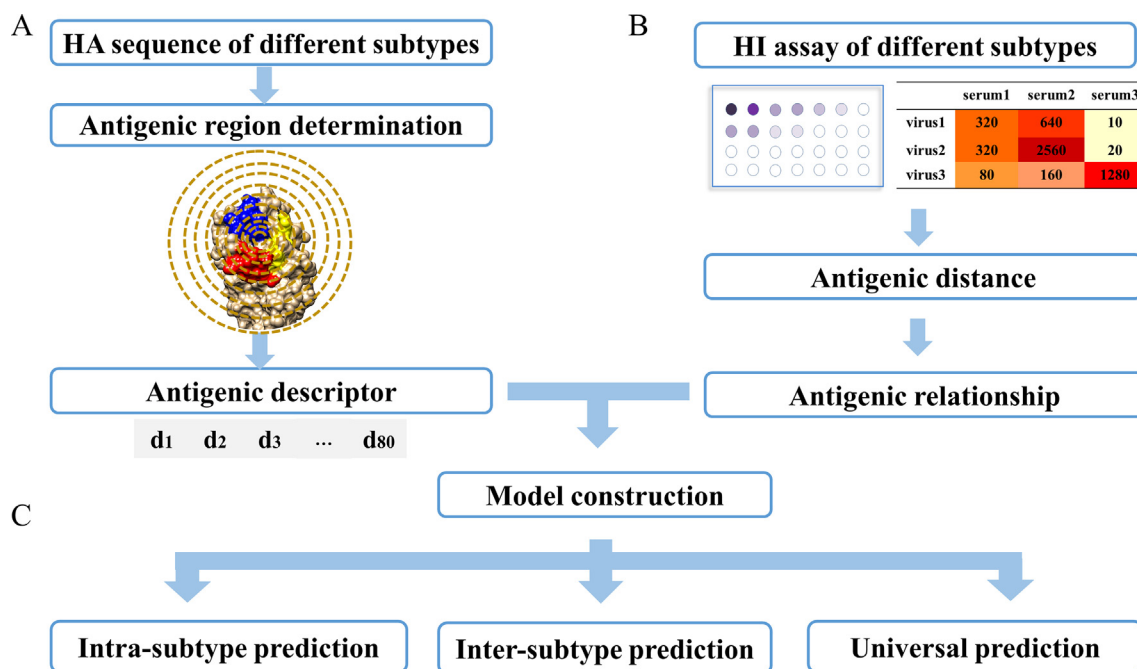 A
HA sequence of different subtypes
Antigenic region determination
Antigenic descriptor
d1 d2 d3 ... d80
B
HI assay of different subtypes
serum1 serum2 serum3
virus1 320 640 10
virus2 320 2560 20
virus3 80 160 1280
Antigenic distance
Antigenic relationship
Model construction
C
Intra-subtype prediction
Inter-subtype prediction
Universal prediction